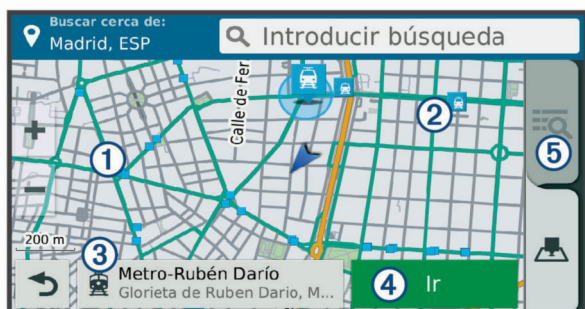 Buscar cerca de:
Madrid, ESP
Introducir búsqueda
Calle de Fer.
1
2
5
200 m
3
Metro-Rubén Darío
Glorieta de Ruben Dario, M...
4
Ir